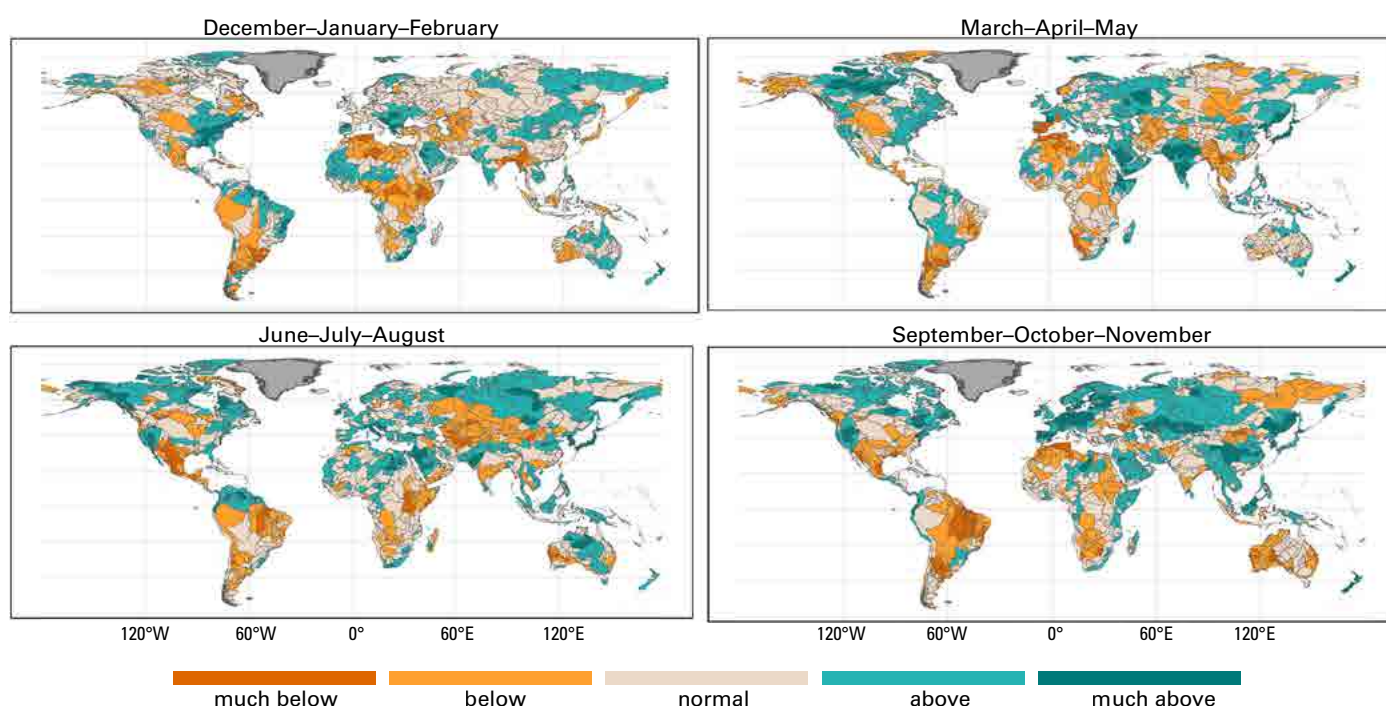 December–January–February
March–April–May
June–July–August
September–October–November
120°W 60°W 0° 60°E 120°E
120°W 60°W 0° 60°E 120°E
much below
below
normal
above
much above